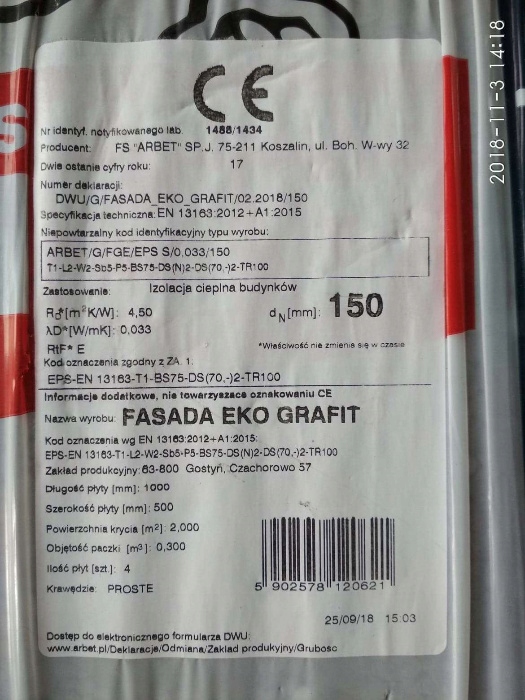 CE
Nr identyf. notyfikowanego lab. 1488/1434
Producent: FS "ARBET" SP.J. 75-211 Koszalin, ul. Boh. W-wy 32
Dwie ostanie cyfry roku: 17
Numer deklaracji:
DWU/G/FASADA_EKO_GRAFIT/02.2018/150
Specyfikacja techniczna: EN 13163:2012+A1:2015
Niepowtarzalny kod identyfikacyjny typu wyrobu:
ARBET/G/FGE/EPS S/0,033/150
T1-L2-W2-Sb5-P5-BS75-DS(N)2-DS(70,-)2-TR100
Zastosowanie: Izolacja cieplna budynków
Rd*[m²K/W]: 4,50 dN[mm]: 150
λD*[W/mK]: 0,033
RtF* E *Właściwość nie zmienia się w czasie
Kod oznaczenia zgodny z ZA. 1:
EPS-EN 13163-T1-BS75-DS(70,-)2-TR100
Informacje dodatkowe, nie towarzyszące oznakowaniu CE
Nazwa wyrobu: FASADA EKO GRAFIT
Kod oznaczenia wg EN 13163:2012+A1:2015:
EPS-EN 13163-T1-L2-W2-Sb5-P5-BS75-DS(N)2-DS(70,-)2-TR100
Zakład produkcyjny: 63-800 Gostyń, Czachorowo 57
Długość płyty [mm]: 1000
Szerokość płyty [mm]: 500
Powierzchnia krycia [m2]: 2,000
Objętość paczki [m3]: 0,300
Ilość płyt [szt.]: 4
Krawędzie: PROSTE
5 902578 120621
25/09/18 15:03
Dostęp do elektronicznego formularza DWU:
www.arbet.pl/Deklaracje/Odmiana/Zaklad produkyjny/Grubosc
2018-11-3 14:18
S